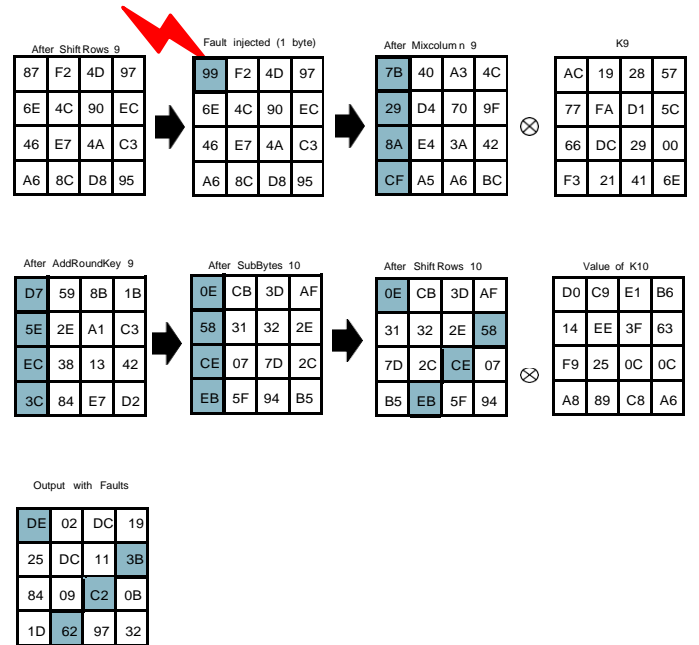 After ShiftRows 9
Fault injected (1 byte)
After Mixcolumn 9
K9
87 F2 4D 97
99 F2 4D 97
7B 40 A3 4C
AC 19 28 57
6E 4C 90 EC
6E 4C 90 EC
29 D4 70 9F
77 FA D1 5C
46 E7 4A C3
46 E7 4A C3
8A E4 3A 42
66 DC 29 00
A6 8C D8 95
A6 8C D8 95
CF A5 A6 BC
F3 21 41 6E
After AddRoundKey 9
After SubBytes 10
After ShiftRows 10
Value of K10
D7 59 8B 1B
0E CB 3D AF
0E CB 3D AF
D0 C9 E1 B6
5E 2E A1 C3
58 31 32 2E
31 32 2E 58
14 EE 3F 63
EC 38 13 42
CE 07 7D 2C
7D 2C CE 07
F9 25 0C 0C
3C 84 E7 D2
EB 5F 94 B5
B5 EB 5F 94
A8 89 C8 A6
Output with Faults
DE 02 DC 19
25 DC 11 3B
84 09 C2 0B
1D 62 97 32